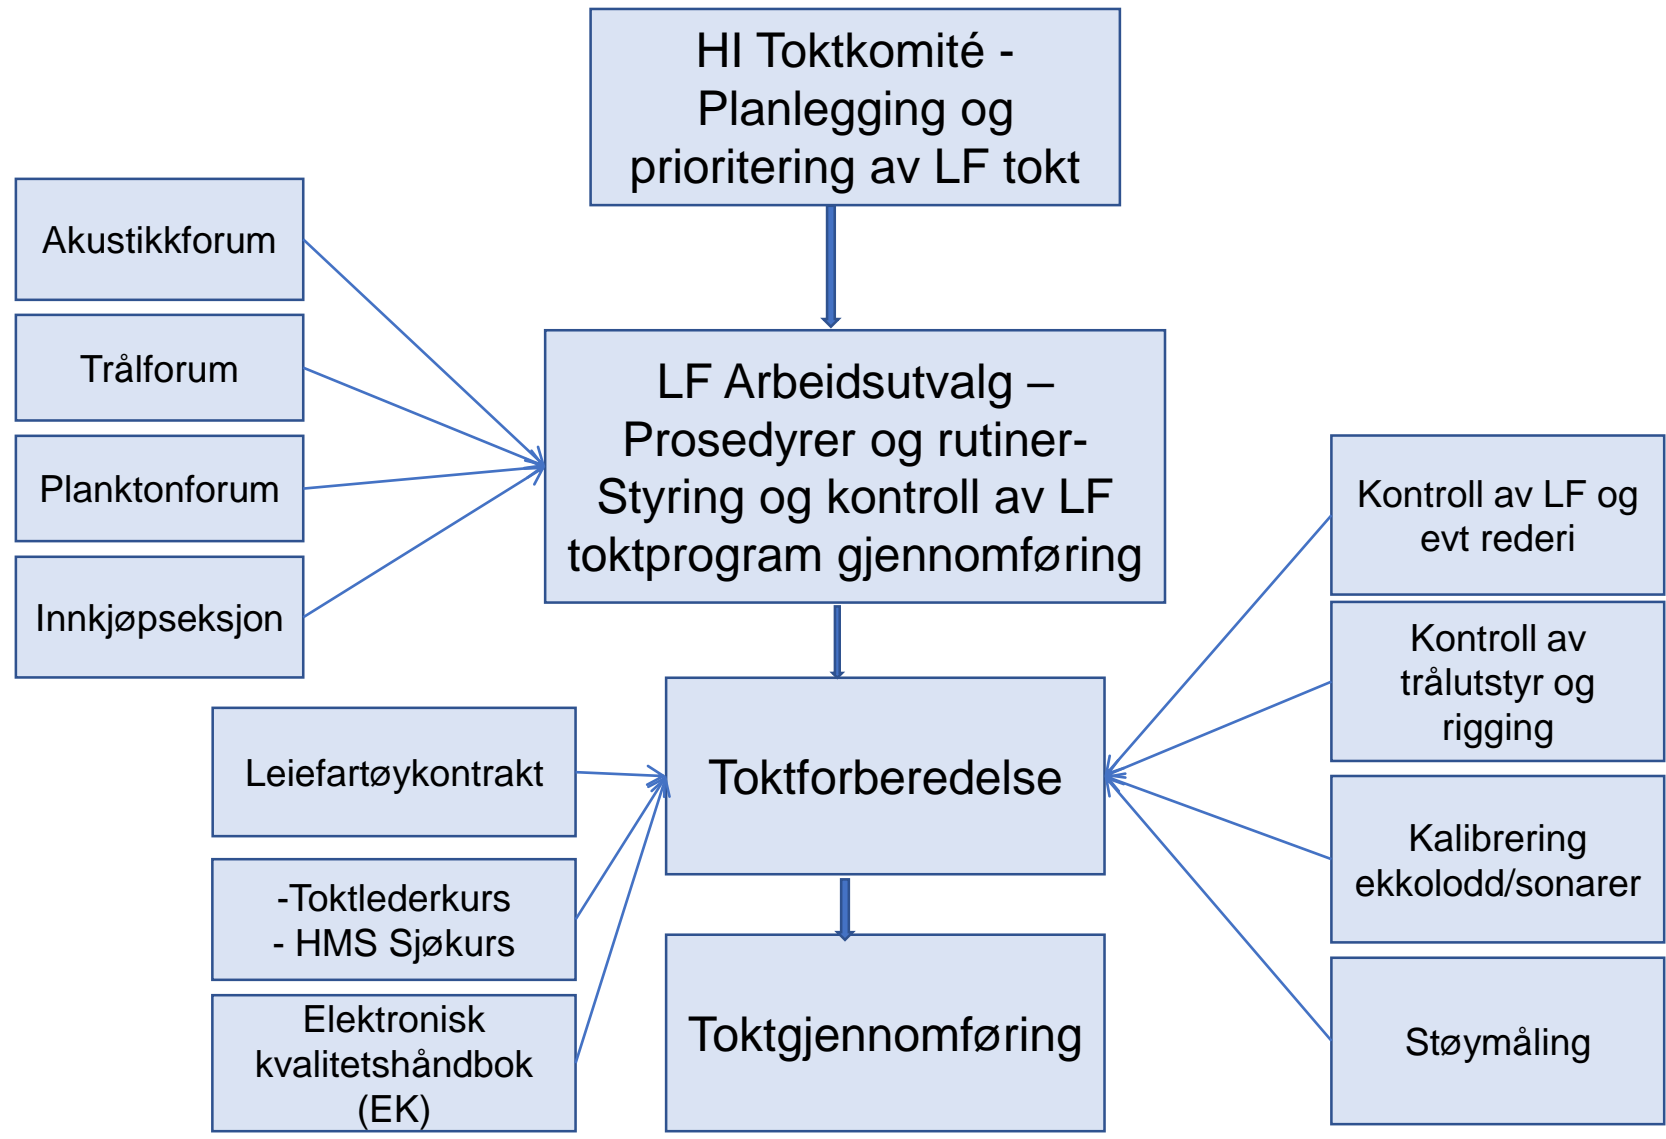 HI Toktkomité -
Planlegging og
prioritering av LF tokt
Akustikkforum
Trålforum
Planktonforum
Innkjøpseksjon
LF Arbeidsutvalg –
Prosedyrer og rutiner-
Styring og kontroll av LF
toktprogram gjennomføring
Leiefartøykontrakt
-Toktlederkurs
- HMS Sjøkurs
Elektronisk
kvalitetshåndbok
(EK)
Toktforberedelse
Toktgjennomføring
Kontroll av LF og
evt rederi
Kontroll av
trålutstyr og
rigging
Kalibrering
ekkolodd/sonarer
Støymåling